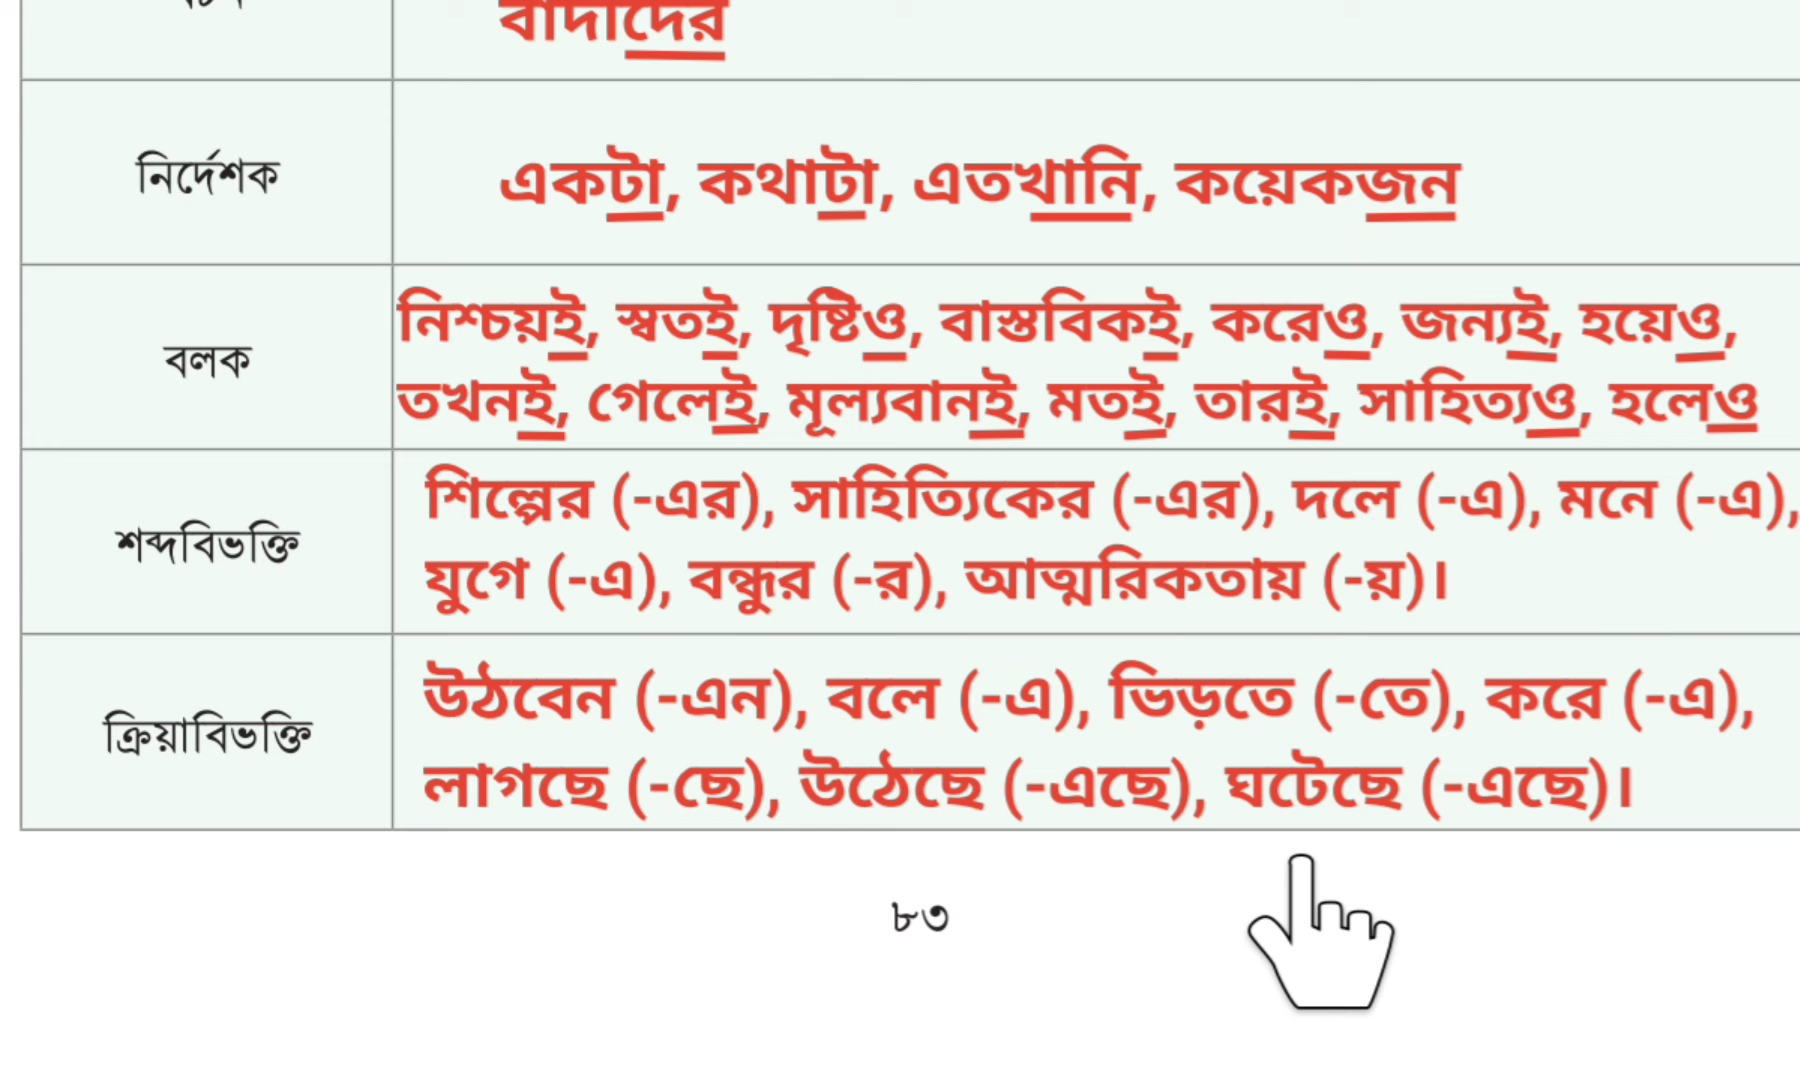 বাদাদের
নির্দেশক
একটা, কথাটা, এতখানি, কয়েকজন
বলক
নিশ্চয়ই, স্বতই, দৃষ্টিও, বাস্তবিকই, করেও, জন্যই, হয়েও,
তখনই, গেলেই, মূল্যবানই, মতই, তারই, সাহিত্যও, হলেও
শব্দবিভক্তি
শিল্পের (-এর), সাহিত্যিকের (-এর), দলে (-এ), মনে (-এ),
যুগে (-এ), বন্ধুর (-র), আত্মরিকতায় (-য়)।
ক্রিয়াবিভক্তি
উঠবেন (-এন), বলে (-এ), ভিড়তে (-তে), করে (-এ),
লাগছে (-ছে), উঠেছে (-এছে), ঘটেছে (-এছে)।
৮৩